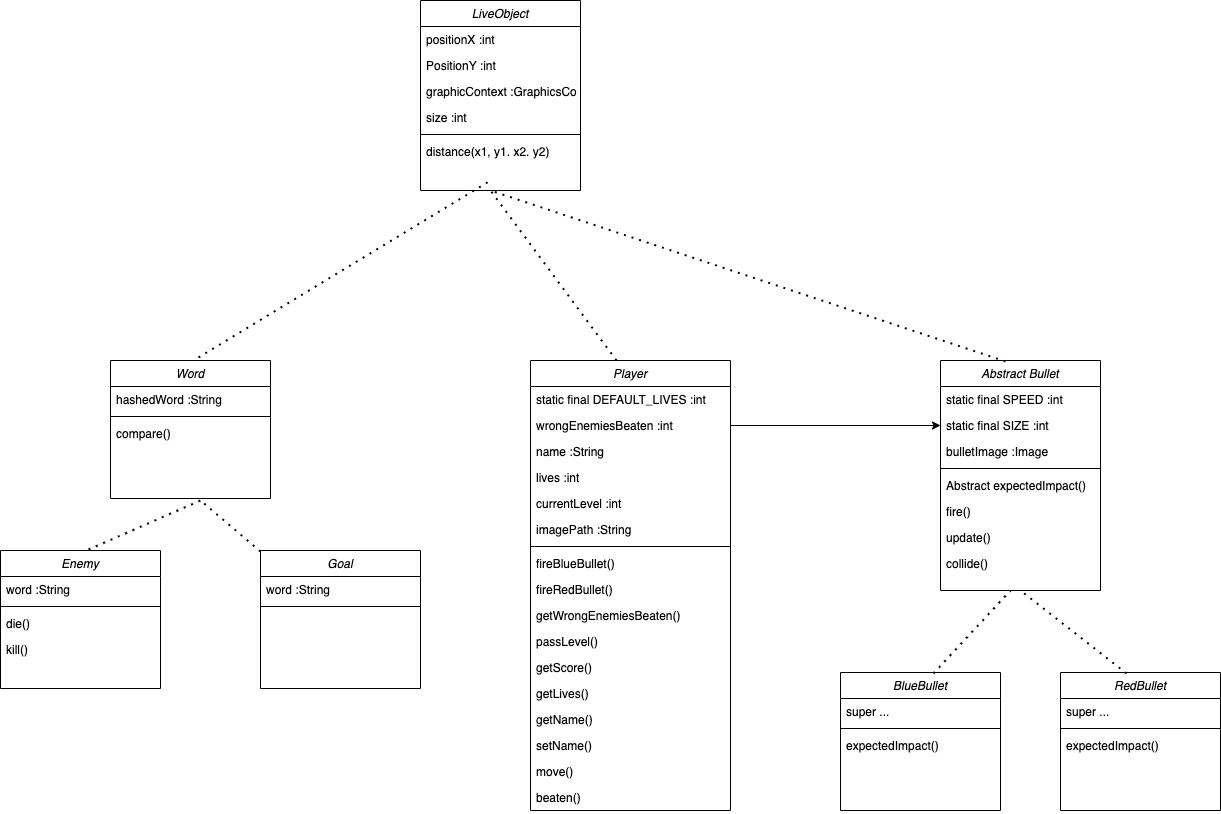 LiveObject
positionX :int
PositionY :int
graphicContext :GraphicsCo
size :int
distance(x1, y1. x2. y2)
Word
hashedWord :String
compare()
Player
static final DEFAULT_LIVES :int
wrongEnemiesBeaten :int
name :String
lives :int
currentLevel :int
imagePath :String
fireBlueBullet()
fireRedBullet()
getWrongEnemiesBeaten()
passLevel()
getScore()
getLives()
getName()
setName()
move()
beaten()
Abstract Bullet
static final SPEED :int
static final SIZE :int
bulletImage :Image
Abstract expectedImpact()
fire()
update()
collide()
Enemy
word :String
die()
kill()
Goal
word :String
BlueBullet
super ...
expectedImpact()
RedBullet
super ...
expectedImpact()